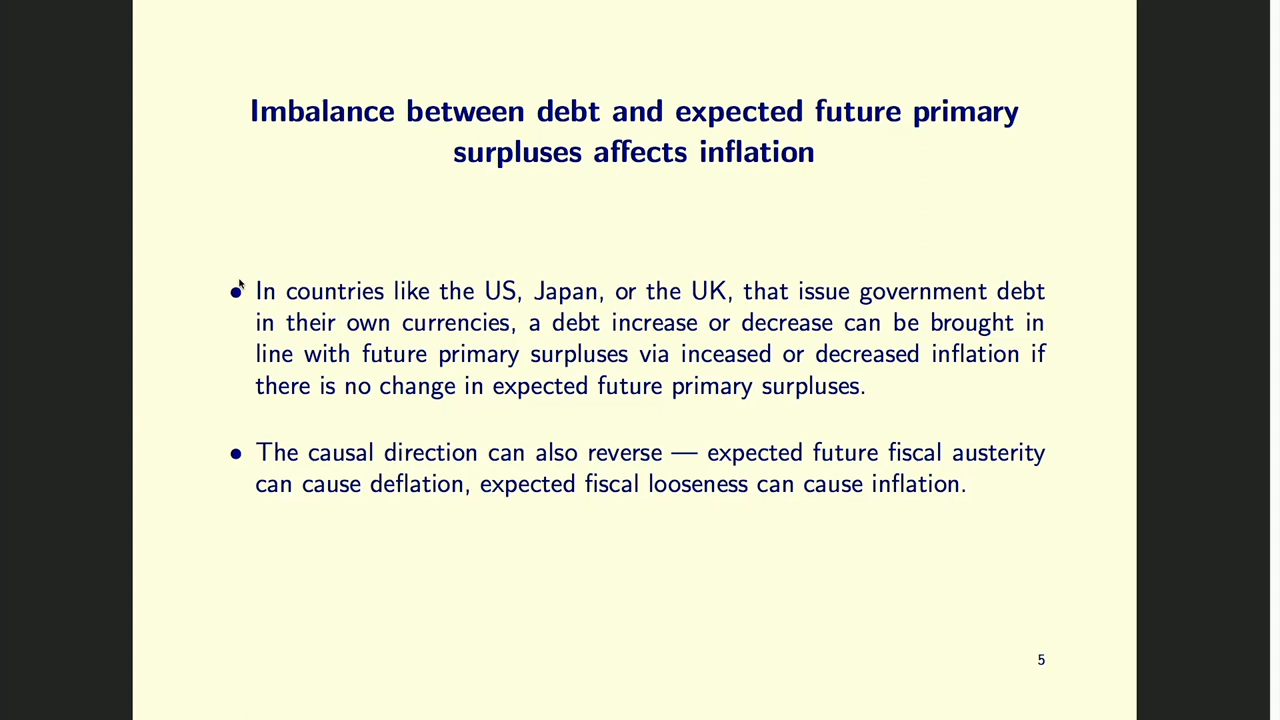 Imbalance between debt and expected future primary
surpluses affects inflation
• In countries like the US, Japan, or the UK, that issue government debt
in their own currencies, a debt increase or decrease can be brought in
line with future primary surpluses via inceased or decreased inflation if
there is no change in expected future primary surpluses.
• The causal direction can also reverse — expected future fiscal austerity
can cause deflation, expected fiscal looseness can cause inflation.
5